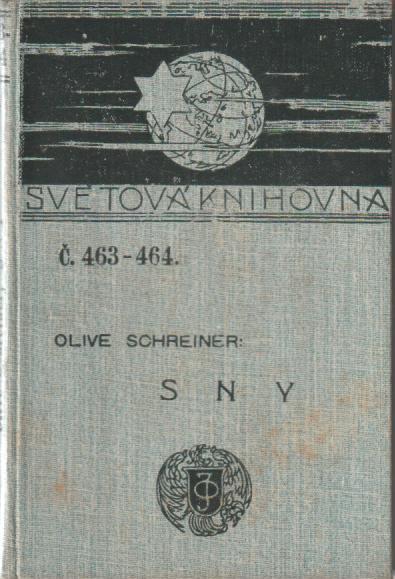 SVĚTOVÁ KNIHOVNA
Č. 463-464.
OLIVE SCHREINER:
SNY